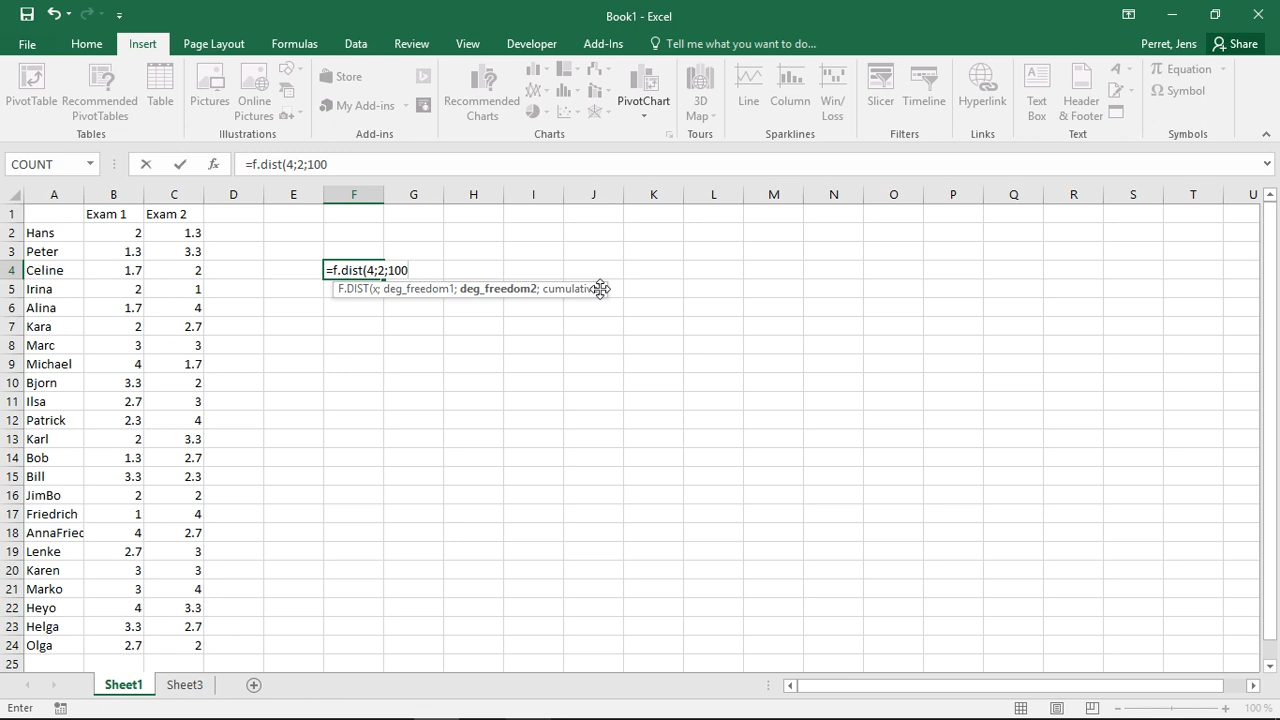 Book1 - Excel
File Home Insert Page Layout Formulas Data Review View Developer Add-Ins Tell me what you want to do... Perret, Jens Share
PivotTable
Recommended PivotTables
Table
Tables
Pictures
Online Pictures
Illustrations
Store
My Add-ins
Add-ins
Recommended Charts
PivotChart
Charts
3D Map
Tours
Line
Column
Win/ Loss
Sparklines
Slicer
Timeline
Filters
Hyperlink
Links
Text Box
Header & Footer
Text
Equation
Symbol
Symbols
COUNT fx =f.dist(4;2;100
A B C D E F G H I J K L M N O P Q R S T U
1 Exam 1 Exam 2
2 Hans 2 1.3
3 Peter 1.3 3.3
4 Celine 1.7 2 =f.dist(4;2;100
5 Irina 2 1 F.DIST(x; deg_freedom1; deg_freedom2; cumulativ
6 Alina 1.7 4
7 Kara 2 2.7
8 Marc 3 3
9 Michael 4 1.7
10 Bjorn 3.3 2
11 Ilsa 2.7 3
12 Patrick 2.3 4
13 Karl 2 3.3
14 Bob 1.3 2.7
15 Bill 3.3 2.3
16 JimBo 2 2
17 Friedrich 1 4
18 AnnaFried 4 2.7
19 Lenke 2.7 3
20 Karen 3 3
21 Marko 3 4
22 Heyo 4 3.3
23 Helga 3.3 2.7
24 Olga 2.7 2
25
Sheet1 Sheet3
Enter 100 %